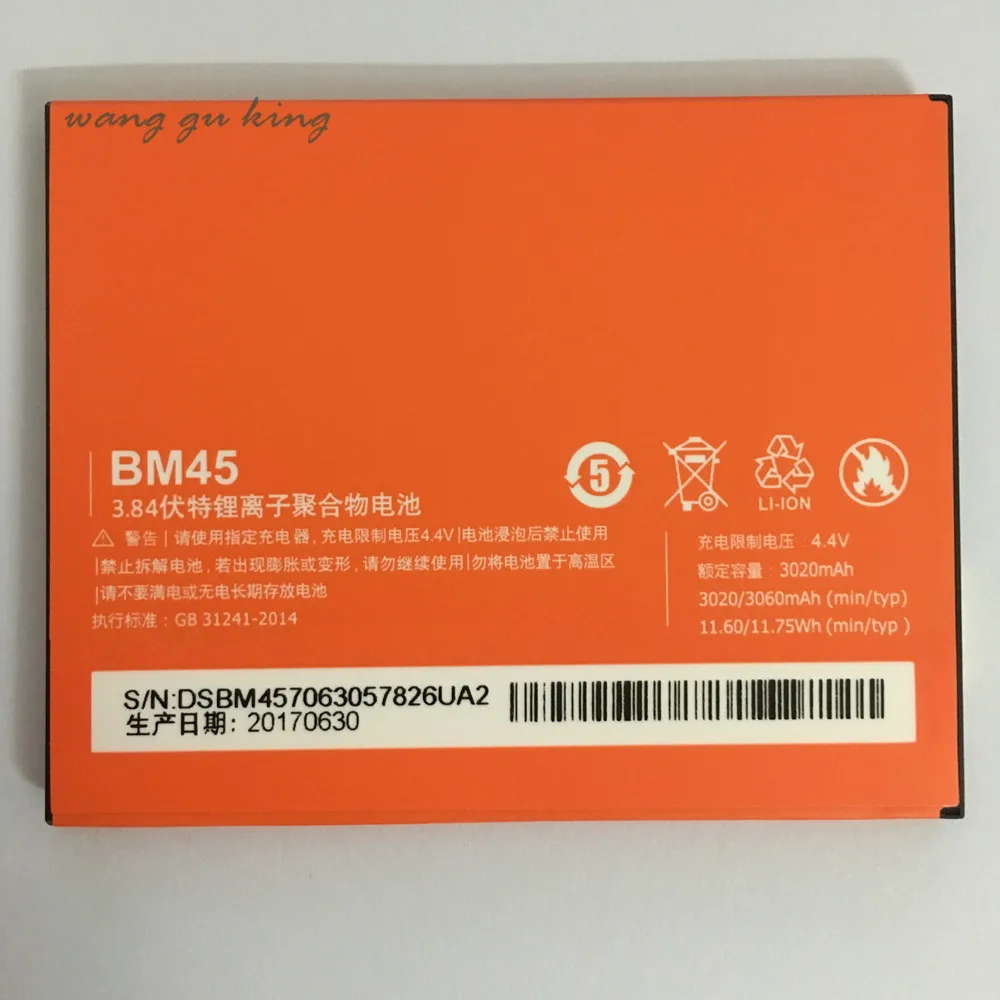 wang gu king
BM45
3.84伏特锂离子聚合物电池
警告|请使用指定充电器, 充电限制电压4.4V|电池浸泡后禁止使用
|禁止拆解电池, 若出现膨胀或变形, 请勿继续使用|勿将电池置于高温区
|请不要满电或无电长期存放电池
执行标准: GB 31241-2014
5
LI-ION
充电限制电压: 4.4V
额定容量: 3020mAh
3020/3060mAh (min/typ)
11.60/11.75Wh (min/typ )
S/N:DSBM457063057826UA2
生产日期: 20170630